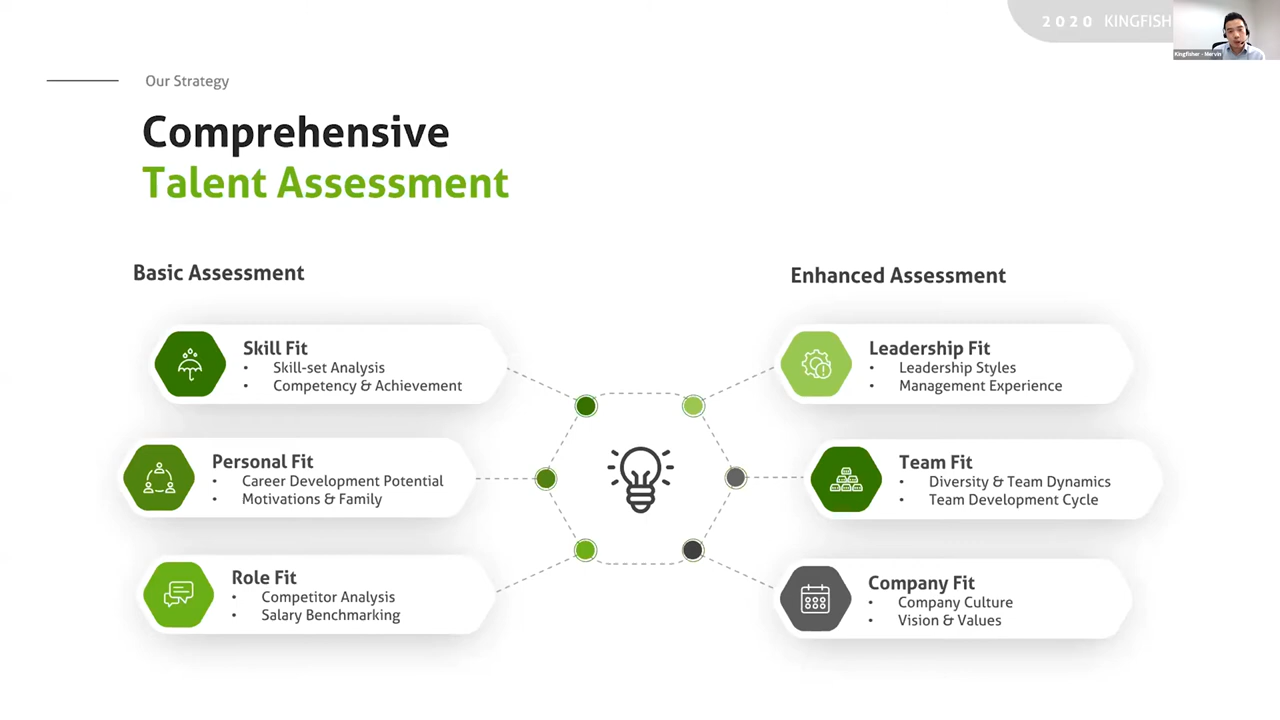 2020 KINGFISH
Kingfisher - Mervin
Our Strategy
Comprehensive
Talent Assessment
Basic Assessment
Skill Fit
• Skill-set Analysis
• Competency & Achievement
Personal Fit
• Career Development Potential
• Motivations & Family
Role Fit
• Competitor Analysis
• Salary Benchmarking
Enhanced Assessment
Leadership Fit
• Leadership Styles
• Management Experience
Team Fit
• Diversity & Team Dynamics
• Team Development Cycle
Company Fit
• Company Culture
• Vision & Values